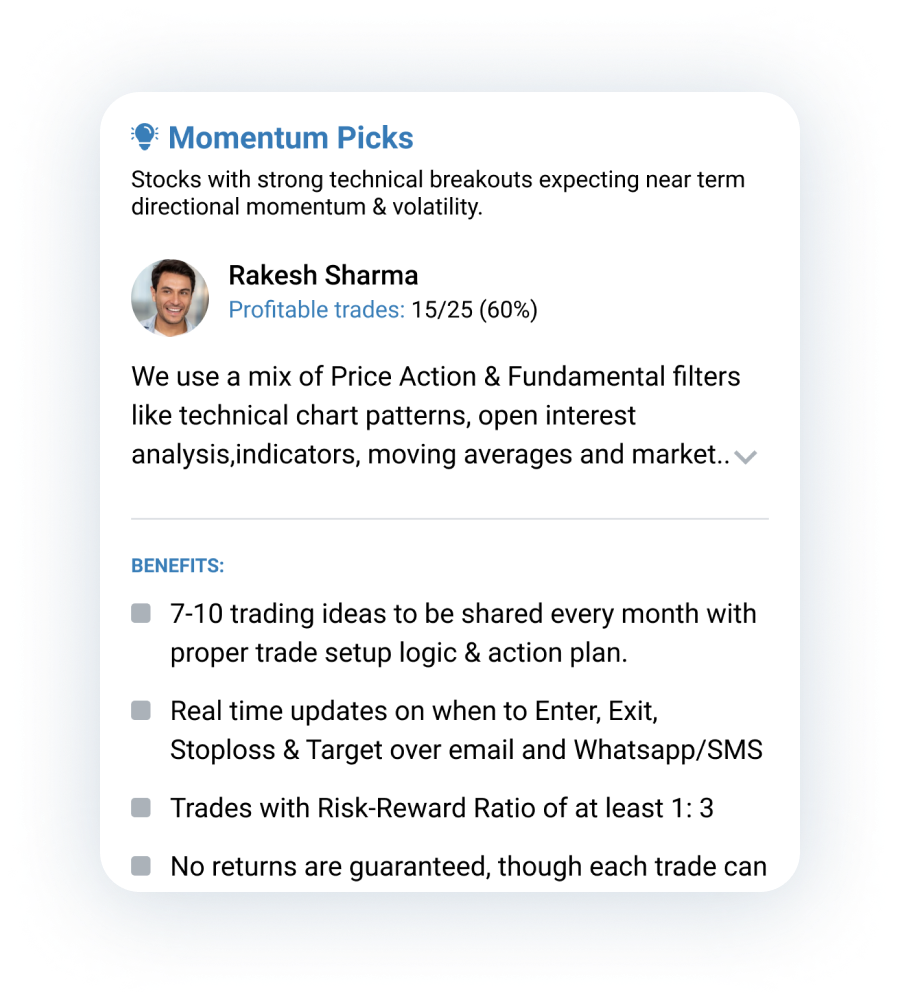 Momentum Picks
Stocks with strong technical breakouts expecting near term
directional momentum & volatility.
Rakesh Sharma
Profitable trades: 15/25 (60%)
We use a mix of Price Action & Fundamental filters
like technical chart patterns, open interest
analysis,indicators, moving averages and market..
BENEFITS:
7-10 trading ideas to be shared every month with
proper trade setup logic & action plan.
Real time updates on when to Enter, Exit,
Stoploss & Target over email and Whatsapp/SMS
Trades with Risk-Reward Ratio of at least 1: 3
No returns are guaranteed, though each trade can